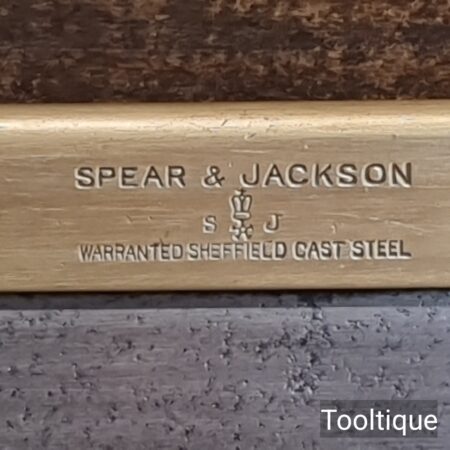 SPEAR & JACKSON
S J
WARRANTED SHEFFIELD CAST STEEL
Tooltique